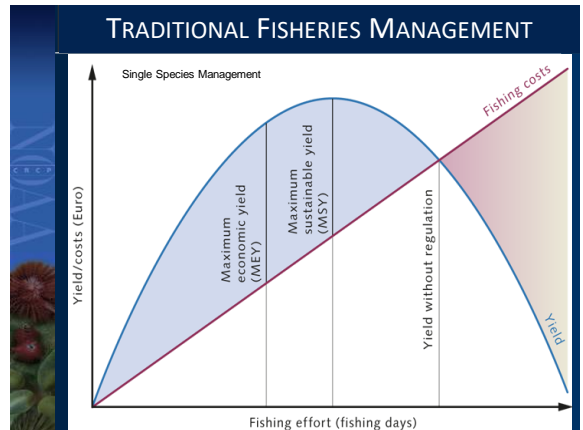 TRADITIONAL FISHERIES MANAGEMENT
Single Species Management
Fishing costs
Yield/costs (Euro)
Maximum
economic yield
(MEY)
Maximum
sustainable yield
(MSY)
Yield without regulation
Yield
Fishing effort (fishing days)
CRCP